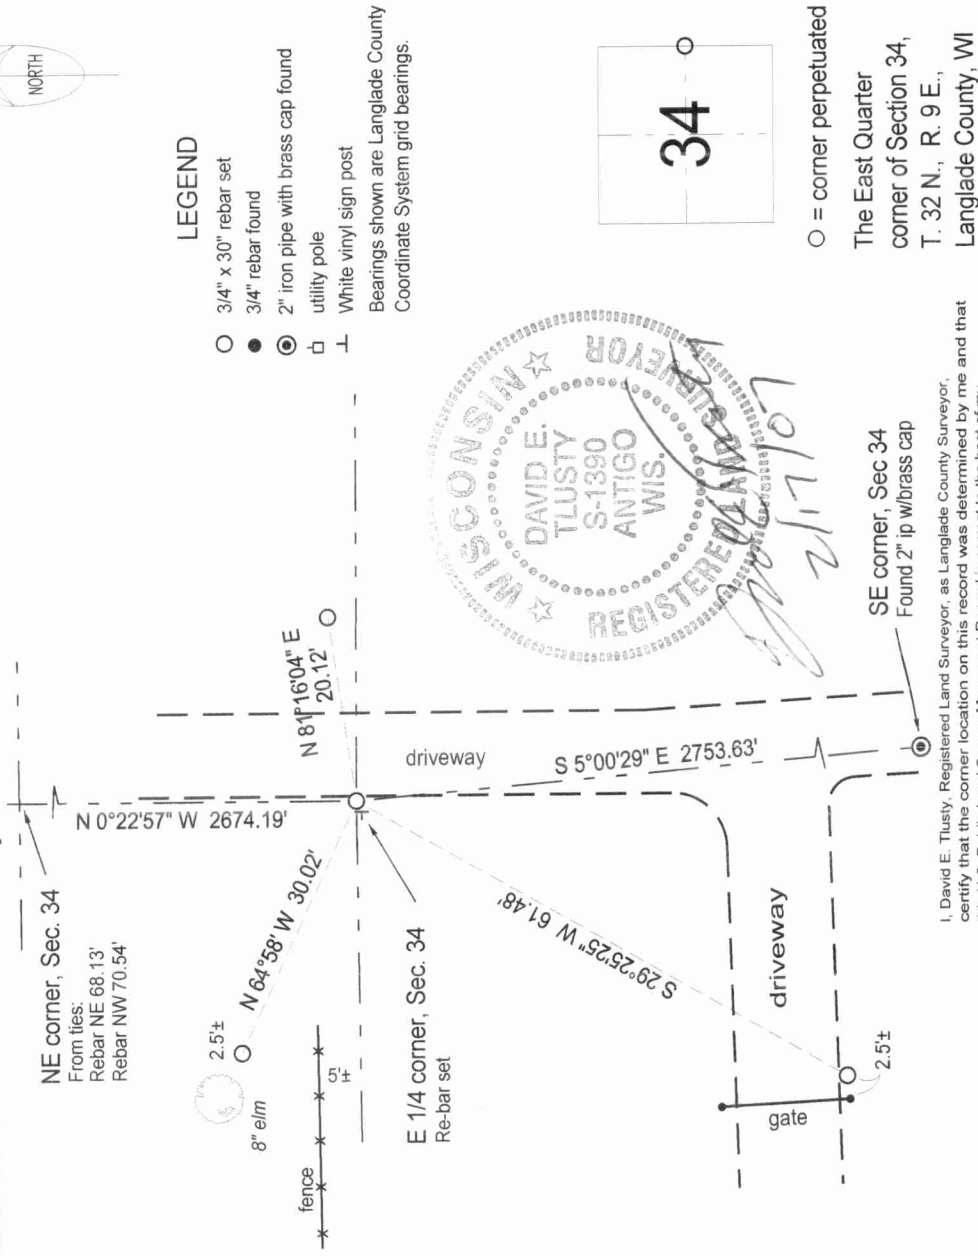 NORTH
LEGEND
3/4" x 30" rebar set
3/4" rebar found
2" iron pipe with brass cap found
utility pole
White vinyl sign post
Bearings shown are Langlade County
Coordinate System grid bearings.
NE corner, Sec. 34
From ties:
Rebar NE 68.13'
Rebar NW 70.54'
N 0°22'57" W 2674.19'
N 81°16'04" E
20.12'
N 64°58' W 30.02'
2.5'±
8" elm
fence
5'±
E 1/4 corner, Sec. 34
Re-bar set
driveway
S 5°00'29" E 2753.63'
S 29°25'25" W 61.48'
driveway
gate
2.5'±
SE corner, Sec 34
Found 2" ip w/brass cap
WISCONSIN
DAVID E.
TLUSTY
S-1390
ANTIGO
WIS.
REGISTERED LAND SURVEYOR
2/17/07
34
= corner perpetuated
The East Quarter
corner of Section 34,
T. 32 N., R. 9 E.,
Langlade County, WI
I, David E. Tlusty, Registered Land Surveyor, as Langlade County Surveyor,
certify that the corner location on this record was determined by me and that